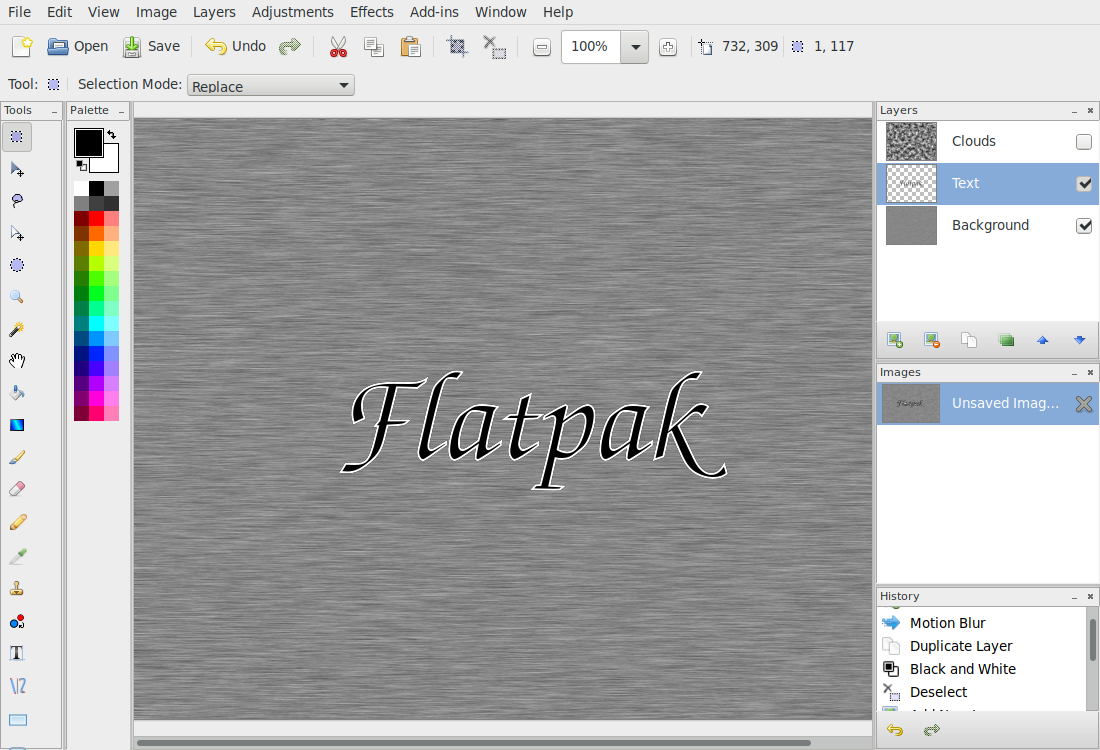 File Edit View Image Layers Adjustments Effects Add-ins Window Help
Open Save Undo 100% 732, 309 1, 117
Tool: Selection Mode: Replace
Tools Palette
Flatpak
Layers
Clouds
Text
Background
Images
Unsaved Imag...
History
Motion Blur
Duplicate Layer
Black and White
Deselect